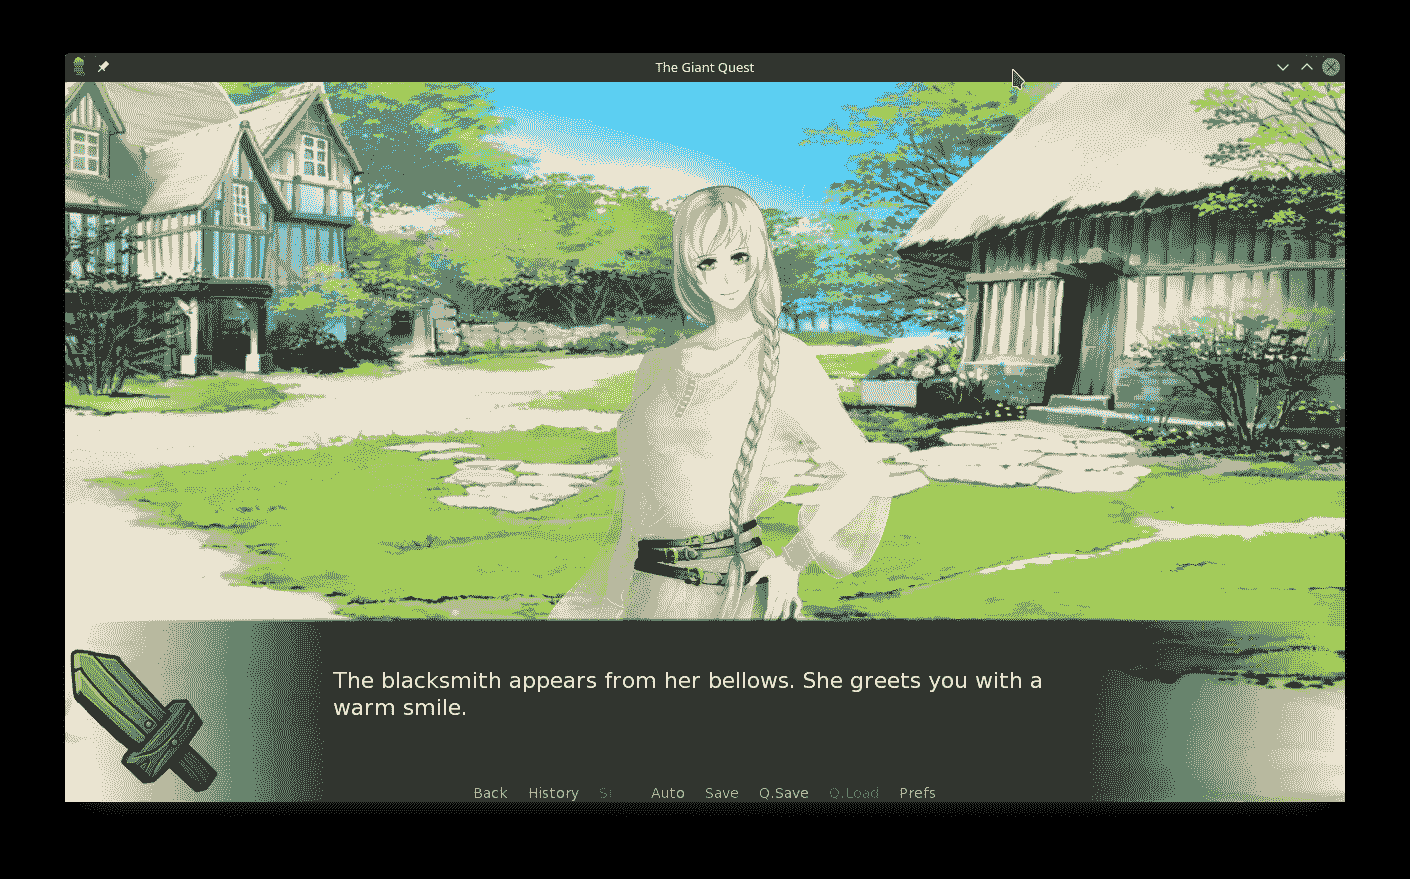 The Giant Quest
The blacksmith appears from her bellows. She greets you with a
warm smile.
Back History Auto Save Q.Save Q.Load Prefs